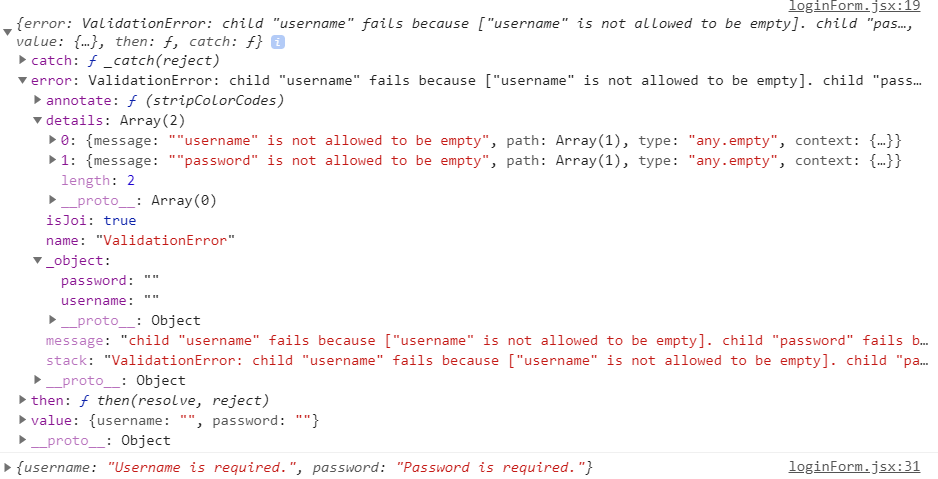 loginForm.jsx:19
{error: ValidationError: child "username" fails because ["username" is not allowed to be empty]. child "pas…,
value: {…}, then: ƒ, catch: ƒ} i
catch: ƒ _catch(reject)
error: ValidationError: child "username" fails because ["username" is not allowed to be empty]. child "pass…
annotate: ƒ (stripColorCodes)
details: Array(2)
0: {message: ""username" is not allowed to be empty", path: Array(1), type: "any.empty", context: {…}}
1: {message: ""password" is not allowed to be empty", path: Array(1), type: "any.empty", context: {…}}
length: 2
__proto__: Array(0)
isJoi: true
name: "ValidationError"
_object:
password: ""
username: ""
__proto__: Object
message: "child "username" fails because ["username" is not allowed to be empty]. child "password" fails b…
stack: "ValidationError: child "username" fails because ["username" is not allowed to be empty]. child "pa…
__proto__: Object
then: ƒ then(resolve, reject)
value: {username: "", password: ""}
__proto__: Object
{username: "Username is required.", password: "Password is required."} loginForm.jsx:31